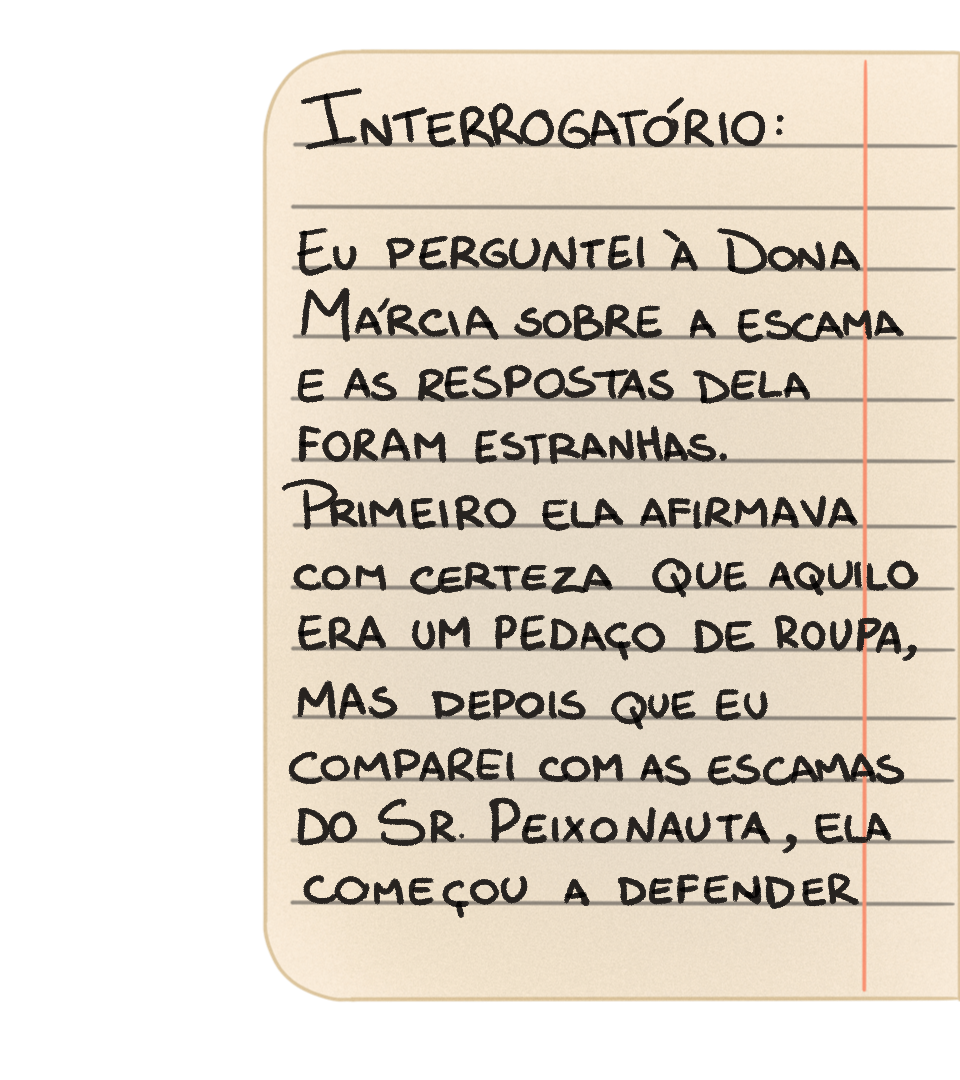 Interrogatório:
Eu perguntei à Dona
Márcia sobre a escama
e as respostas dela
foram estranhas.
Primeiro ela afirmava
com certeza que aquilo
era um pedaço de roupa,
mas depois que eu
comparei com as escamas
do Sr. Peixonauta, ela
começou a defender